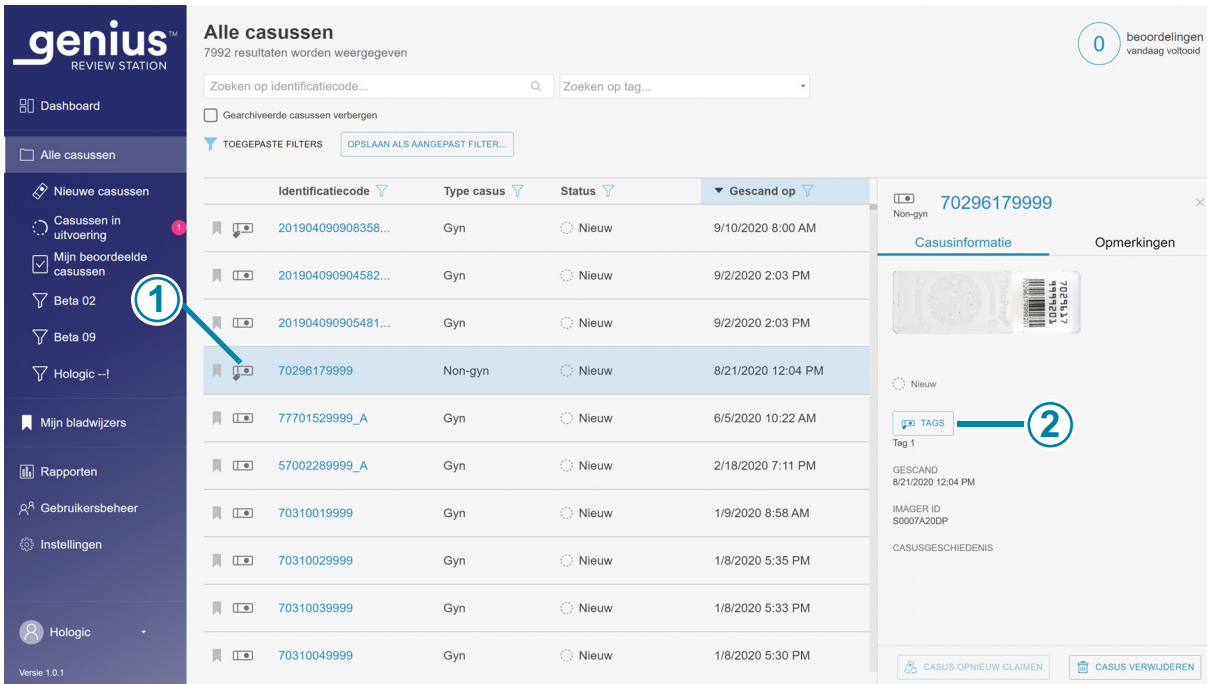 genius™
REVIEW STATION
Dashboard
Alle casussen
Nieuwe casussen
Casussen in
uitvoering
1
Mijn beoordeelde
casussen
Beta 02
Beta 09
Hologic --!
Mijn bladwijzers
Rapporten
Gebruikersbeheer
Instellingen
Hologic
Versie 1.0.1
Alle casussen
7992 resultaten worden weergegeven
0 beoordelingen
vandaag voltooid
Zoeken op identificatiecode... Zoeken op tag...
Gearchiveerde casussen verbergen
TOEGEPASTE FILTERS OPSLAAN ALS AANGEPAST FILTER...
Identificatiecode Type casus Status Gescand op
201904090908358... Gyn Nieuw 9/10/2020 8:00 AM
201904090904582... Gyn Nieuw 9/2/2020 2:03 PM
201904090905481... Gyn Nieuw 9/2/2020 2:03 PM
70296179999 Non-gyn Nieuw 8/21/2020 12:04 PM
77701529999_A Gyn Nieuw 6/5/2020 10:22 AM
57002289999_A Gyn Nieuw 2/18/2020 7:11 PM
70310019999 Gyn Nieuw 1/9/2020 8:58 AM
70310029999 Gyn Nieuw 1/8/2020 5:35 PM
70310039999 Gyn Nieuw 1/8/2020 5:33 PM
70310049999 Gyn Nieuw 1/8/2020 5:30 PM
1
Non-gyn
70296179999
Casusinformatie Opmerkingen
ThinPrep
7029617
9999201
Nieuw
TAGS
2
Tag 1
GESCAND
8/21/2020 12:04 PM
IMAGER ID
S0007A20DP
CASUSGESCHIEDENIS
CASUS OPNIEUW CLAIMEN CASUS VERWIJDEREN